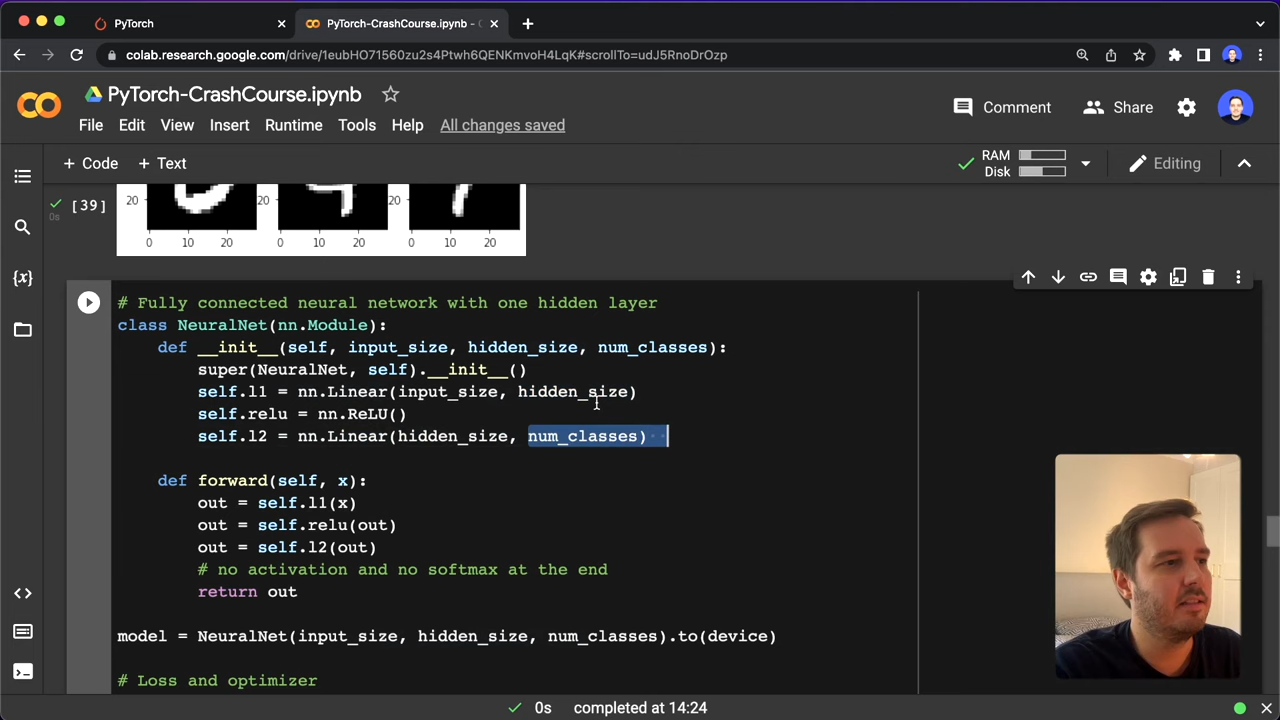 PyTorch
PyTorch-CrashCourse.ipynb -
colab.research.google.com/drive/1eubHO71560zu2s4Ptwh6QENKmvoH4LqK#scrollTo=udJ5RnoDrOzp
PyTorch-CrashCourse.ipynb
Comment
Share
File Edit View Insert Runtime Tools Help All changes saved
+ Code + Text
RAM
Disk
Editing
[39]
0s
20 20 20
0 10 20 0 10 20 0 10 20
{x}
# Fully connected neural network with one hidden layer
class NeuralNet(nn.Module):
def __init__(self, input_size, hidden_size, num_classes):
super(NeuralNet, self).__init__()
self.l1 = nn.Linear(input_size, hidden_size)
self.relu = nn.ReLU()
self.l2 = nn.Linear(hidden_size, num_classes)
def forward(self, x):
out = self.l1(x)
out = self.relu(out)
out = self.l2(out)
# no activation and no softmax at the end
return out
model = NeuralNet(input_size, hidden_size, num_classes).to(device)
# Loss and optimizer
0s completed at 14:24